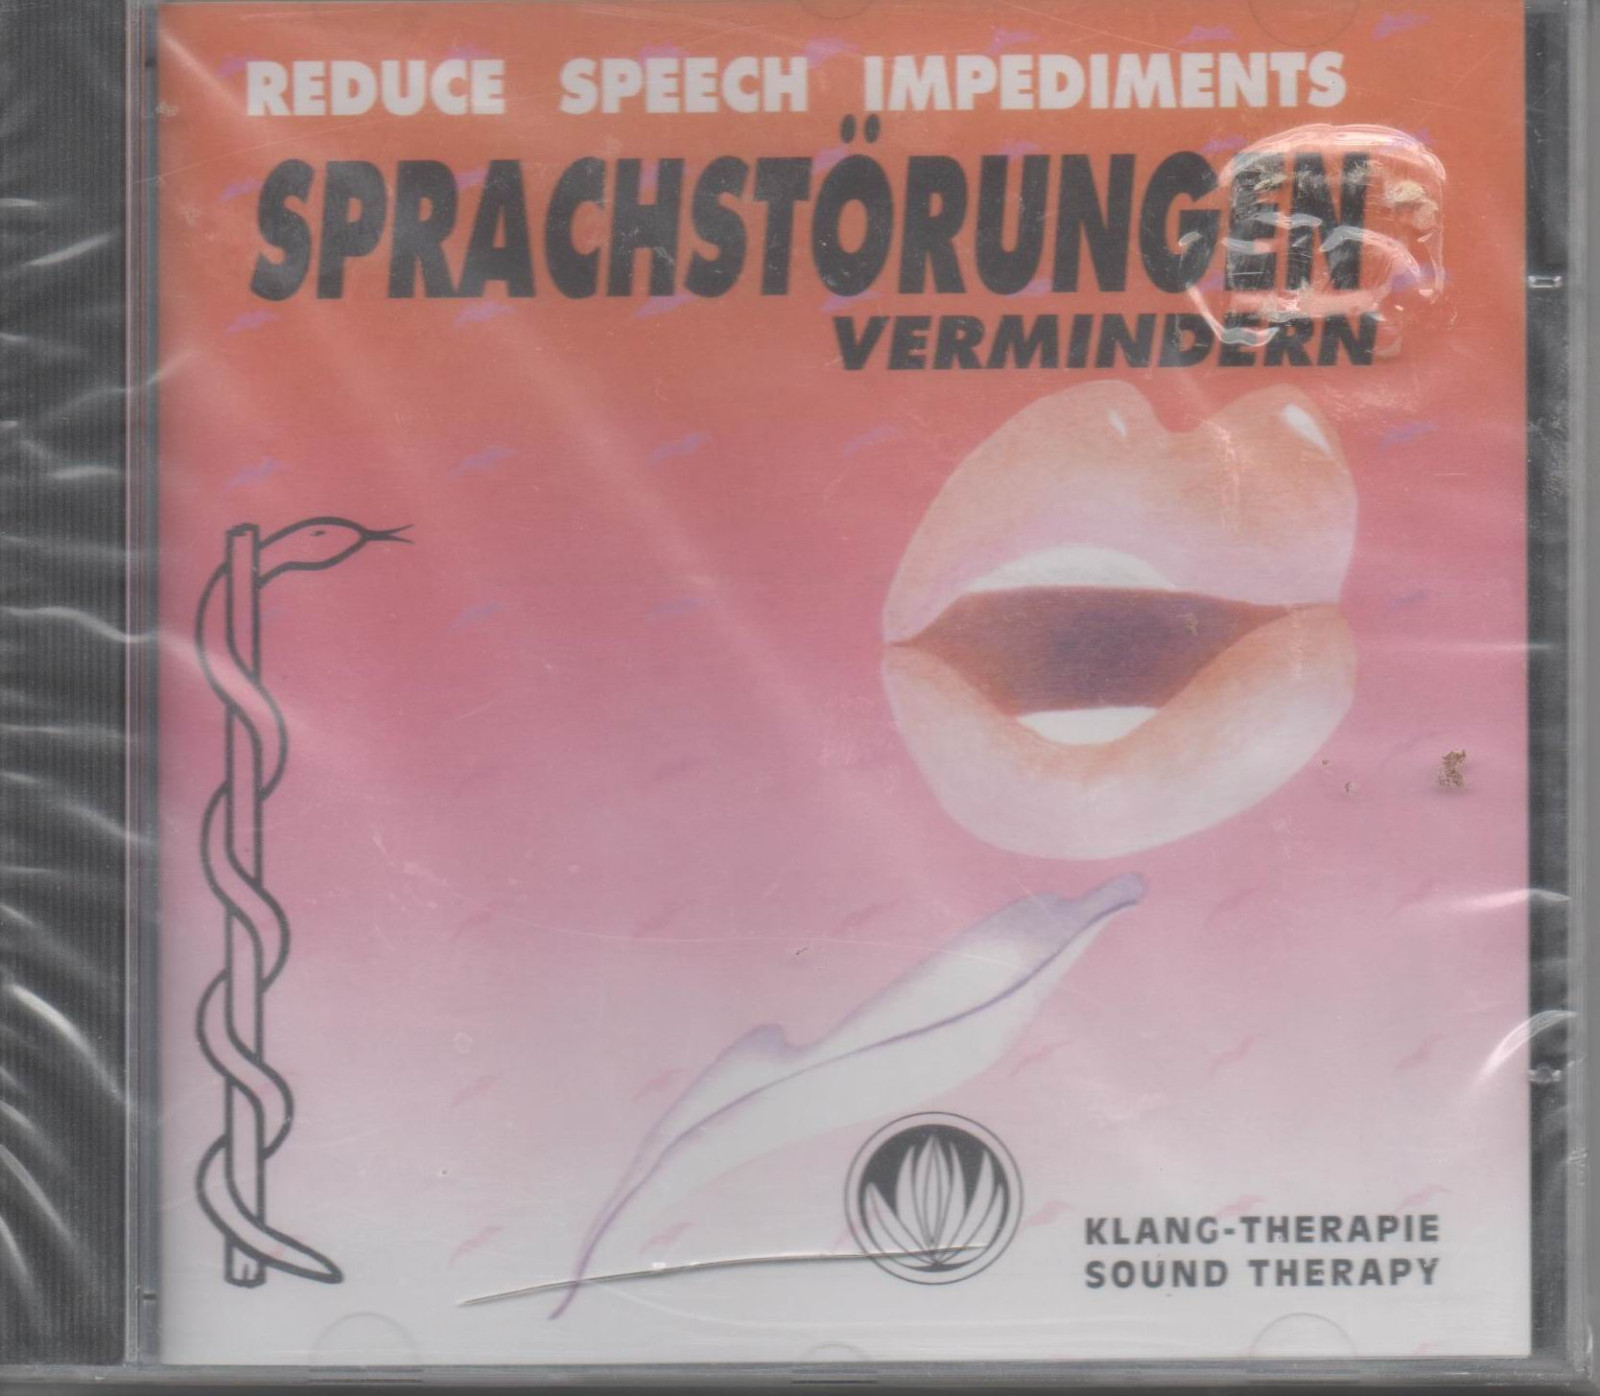 REDUCE SPEECH IMPEDIMENTS
SPRACHSTÖRUNGEN
VERMINDERN
KLANG-THERAPIE
SOUND THERAPY